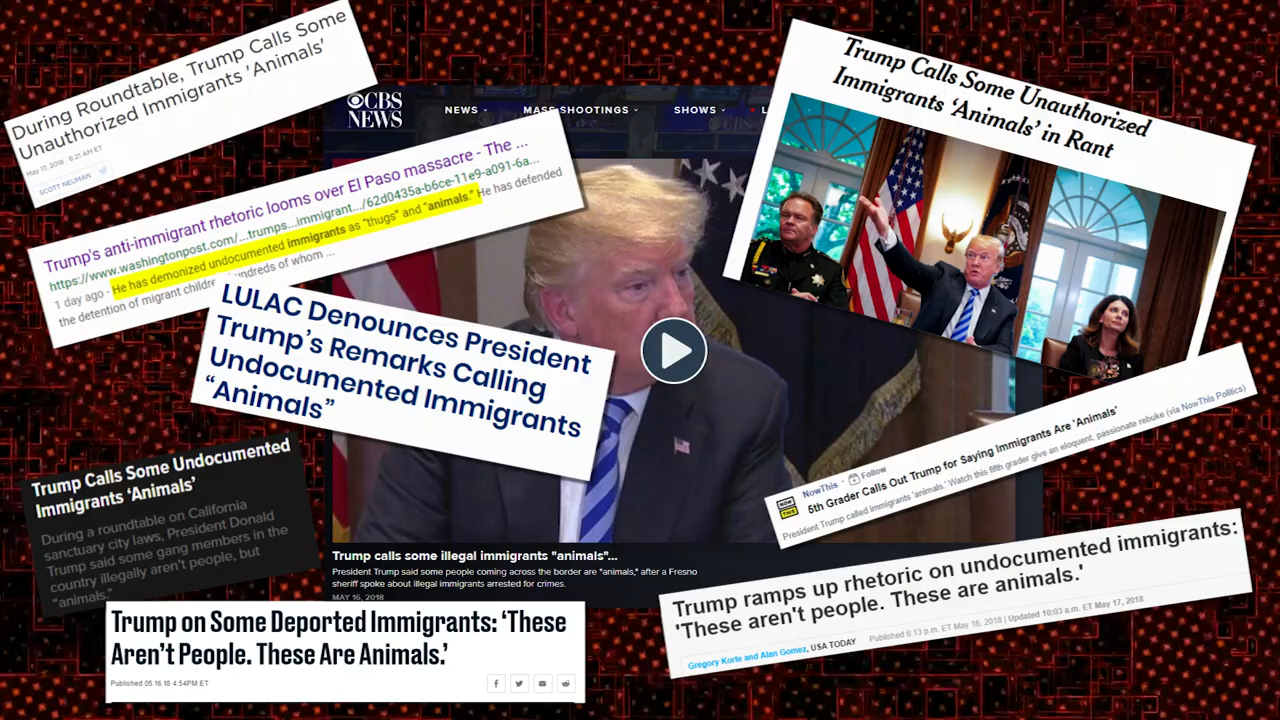 During Roundtable, Trump Calls Some
Unauthorized Immigrants 'Animals'
May 17, 2018 · 6:21 AM ET
SCOTT NEUMAN
CBS
NEWS
NEWS
MASS SHOOTINGS
SHOWS
L
CBS
Trump Calls Some Unauthorized
Immigrants ‘Animals’ in Rant
Trump's anti-immigrant rhetoric looms over El Paso massacre - The ...
https://www.washingtonpost.com/...trumps...immigrant.../62d0435a-b6ce-11e9-a091-6a...
1 day ago - He has demonized undocumented immigrants as "thugs" and "animals." He has defended
the detention of migrant childre hundreds of whom ...
LULAC Denounces President
Trump’s Remarks Calling
Undocumented Immigrants
“Animals”
Trump Calls Some Undocumented
Immigrants ‘Animals’
During a roundtable on California
sanctuary city laws, President Donald
Trump said some gang members in the
country illegally aren’t people, but
“animals.”
NowThis · Follow
NOW
THIS
5th Grader Calls Out Trump for Saying Immigrants Are 'Animals'
President Trump called immigrants 'animals.' Watch this fifth grader give an eloquent, passionate rebuke (via NowThis Politics)
Trump calls some illegal immigrants "animals"...
President Trump said some people coming across the border are "animals," after a Fresno
sheriff spoke about illegal immigrants arrested for crimes.
MAY 16, 2018
Trump ramps up rhetoric on undocumented immigrants:
'These aren't people. These are animals.'
Gregory Korte and Alan Gomez, USA TODAY Published 6:13 p.m. ET May 16, 2018 | Updated 10:03 a.m. ET May 17, 2018
Trump on Some Deported Immigrants: ‘These
Aren’t People. These Are Animals.’
Published 05.16.18 4:54PM ET